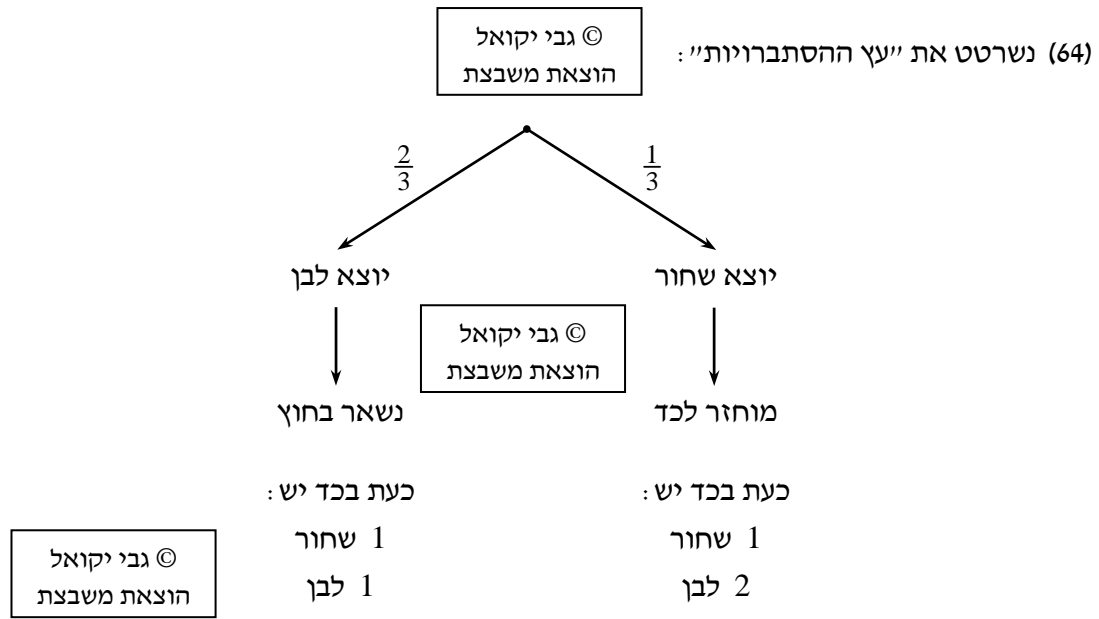 (64) נשרטט את "עץ ההסתברויות":
© גבי יקואל
הוצאת משבצת
1/3
2/3
יוצא שחור
יוצא לבן
© גבי יקואל
הוצאת משבצת
מוחזר לכד
נשאר בחוץ
כעת בכד יש:
1 שחור
2 לבן
כעת בכד יש:
1 שחור
1 לבן
© גבי יקואל
הוצאת משבצת